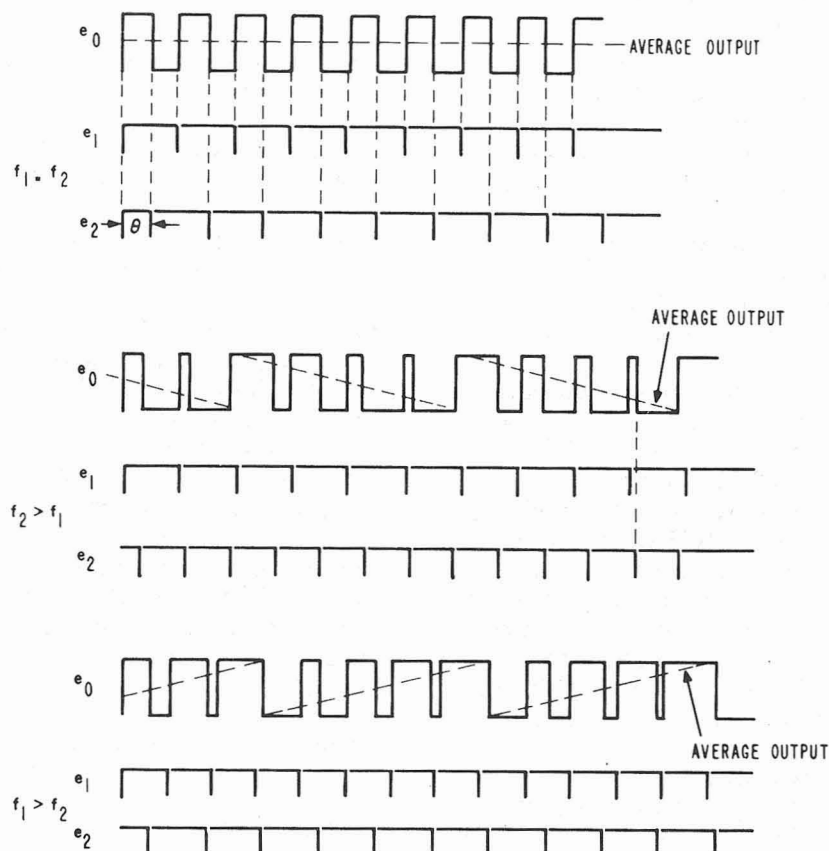 e0
AVERAGE OUTPUT
e1
f1 = f2
e2 θ
AVERAGE OUTPUT
e0
e1
f2 > f1
e2
e0
AVERAGE OUTPUT
e1
f1 > f2
e2